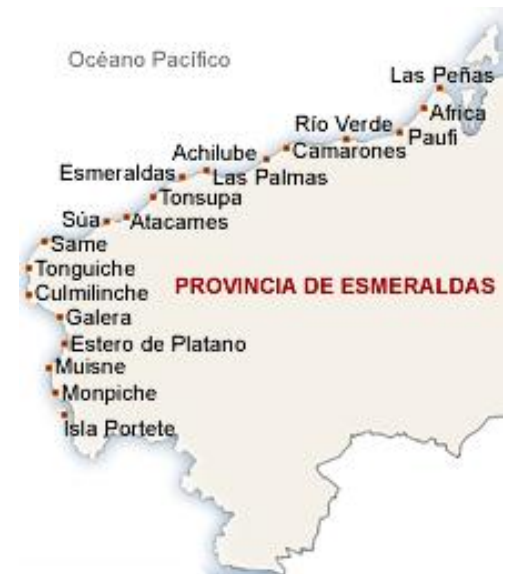 Océano Pacífico
Las Peñas
Africa
Río Verde
Paufi
Achilube
Camarones
Esmeraldas
Las Palmas
Tonsupa
Súa
Atacames
Same
Tonguiche
PROVINCIA DE ESMERALDAS
Culmilinche
Galera
Estero de Platano
Muisne
Monpiche
Isla Portete